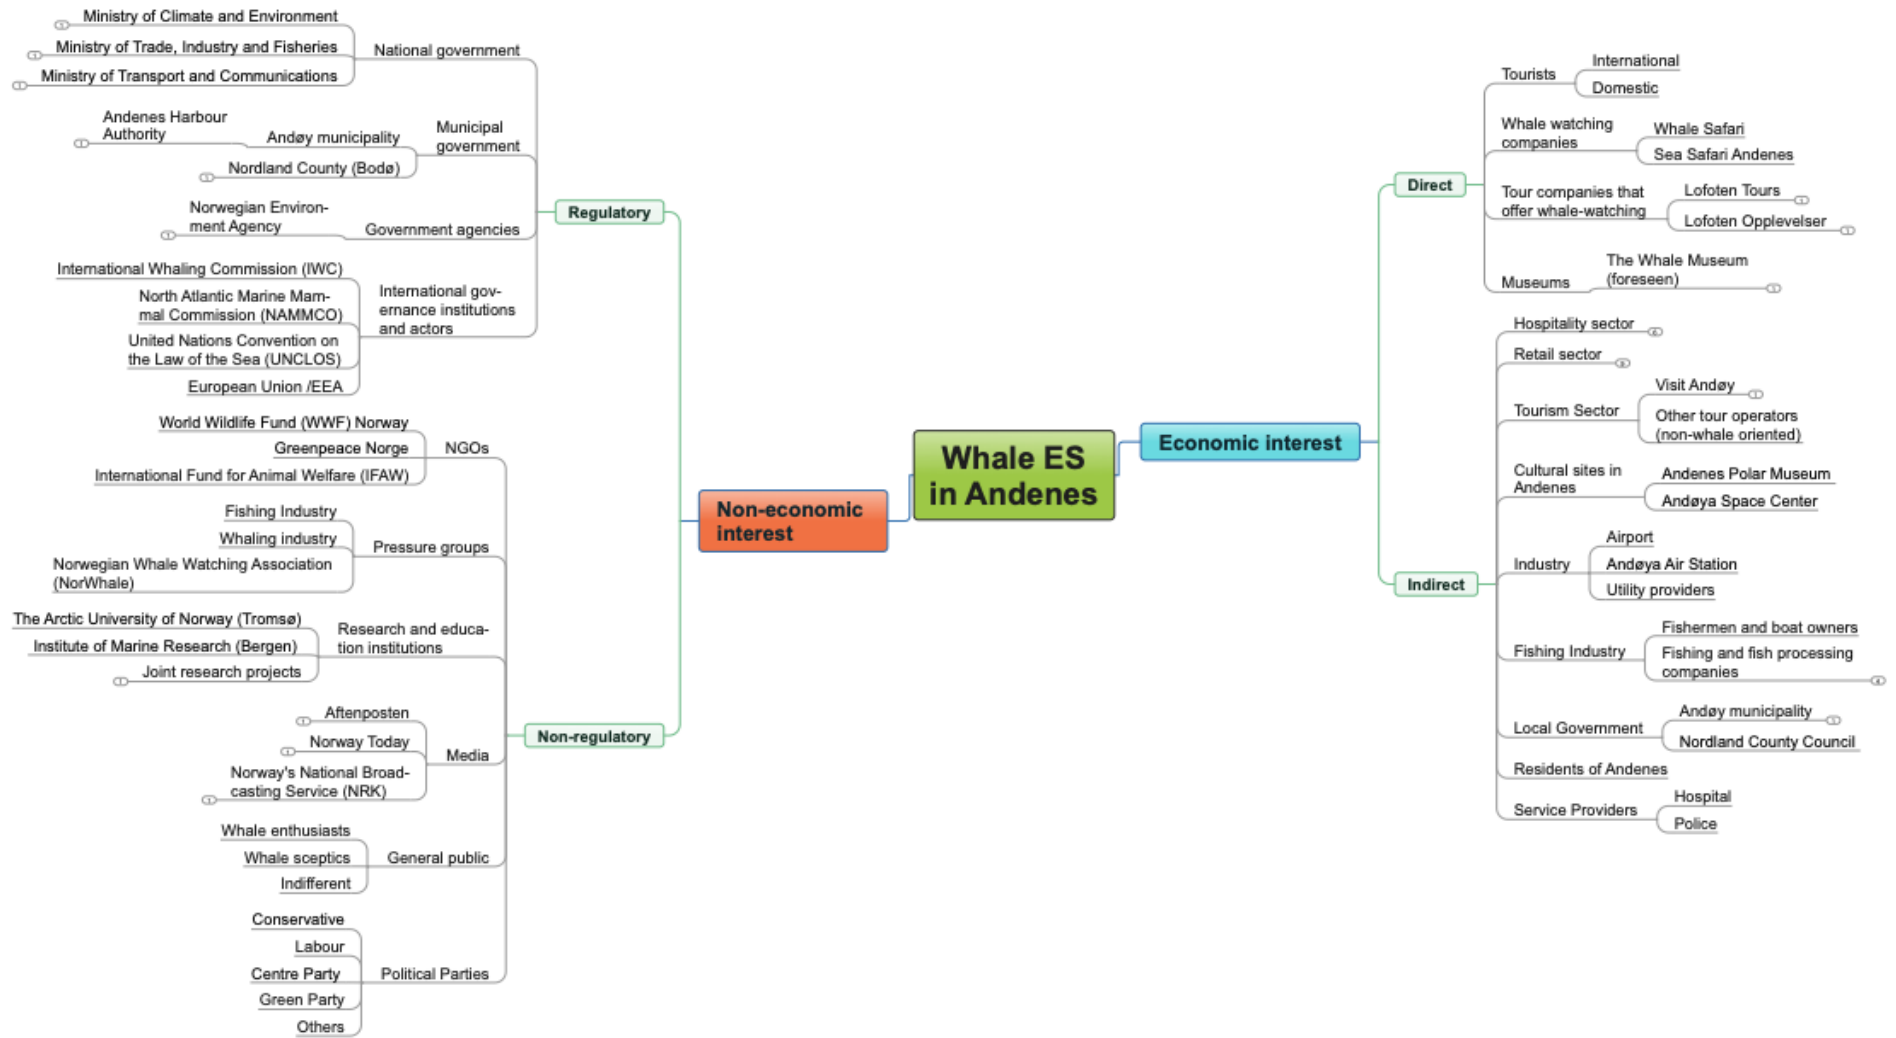 Whale ES
in Andenes
Non-economic
interest
Regulatory
National government
Ministry of Climate and Environment
Ministry of Trade, Industry and Fisheries
Ministry of Transport and Communications
Municipal
government
Andøy municipality
Andenes Harbour
Authority
Nordland County (Bodø)
Government agencies
Norwegian Environ-
ment Agency
International gov-
ernance institutions
and actors
International Whaling Commission (IWC)
North Atlantic Marine Mam-
mal Commission (NAMMCO)
United Nations Convention on
the Law of the Sea (UNCLOS)
European Union /EEA
Non-regulatory
NGOs
World Wildlife Fund (WWF) Norway
Greenpeace Norge
International Fund for Animal Welfare (IFAW)
Pressure groups
Fishing Industry
Whaling industry
Norwegian Whale Watching Association
(NorWhale)
Research and educa-
tion institutions
The Arctic University of Norway (Tromsø)
Institute of Marine Research (Bergen)
Joint research projects
Media
Aftenposten
Norway Today
Norway's National Broad-
casting Service (NRK)
General public
Whale enthusiasts
Whale sceptics
Indifferent
Political Parties
Conservative
Labour
Centre Party
Green Party
Others
Economic interest
Direct
Tourists
International
Domestic
Whale watching
companies
Whale Safari
Sea Safari Andenes
Tour companies that
offer whale-watching
Lofoten Tours
Lofoten Opplevelser
Museums
The Whale Museum
(foreseen)
Indirect
Hospitality sector
Retail sector
Tourism Sector
Visit Andøy
Other tour operators
(non-whale oriented)
Cultural sites in
Andenes
Andenes Polar Museum
Andøya Space Center
Industry
Airport
Andøya Air Station
Utility providers
Fishing Industry
Fishermen and boat owners
Fishing and fish processing
companies
Local Government
Andøy municipality
Nordland County Council
Residents of Andenes
Service Providers
Hospital
Police